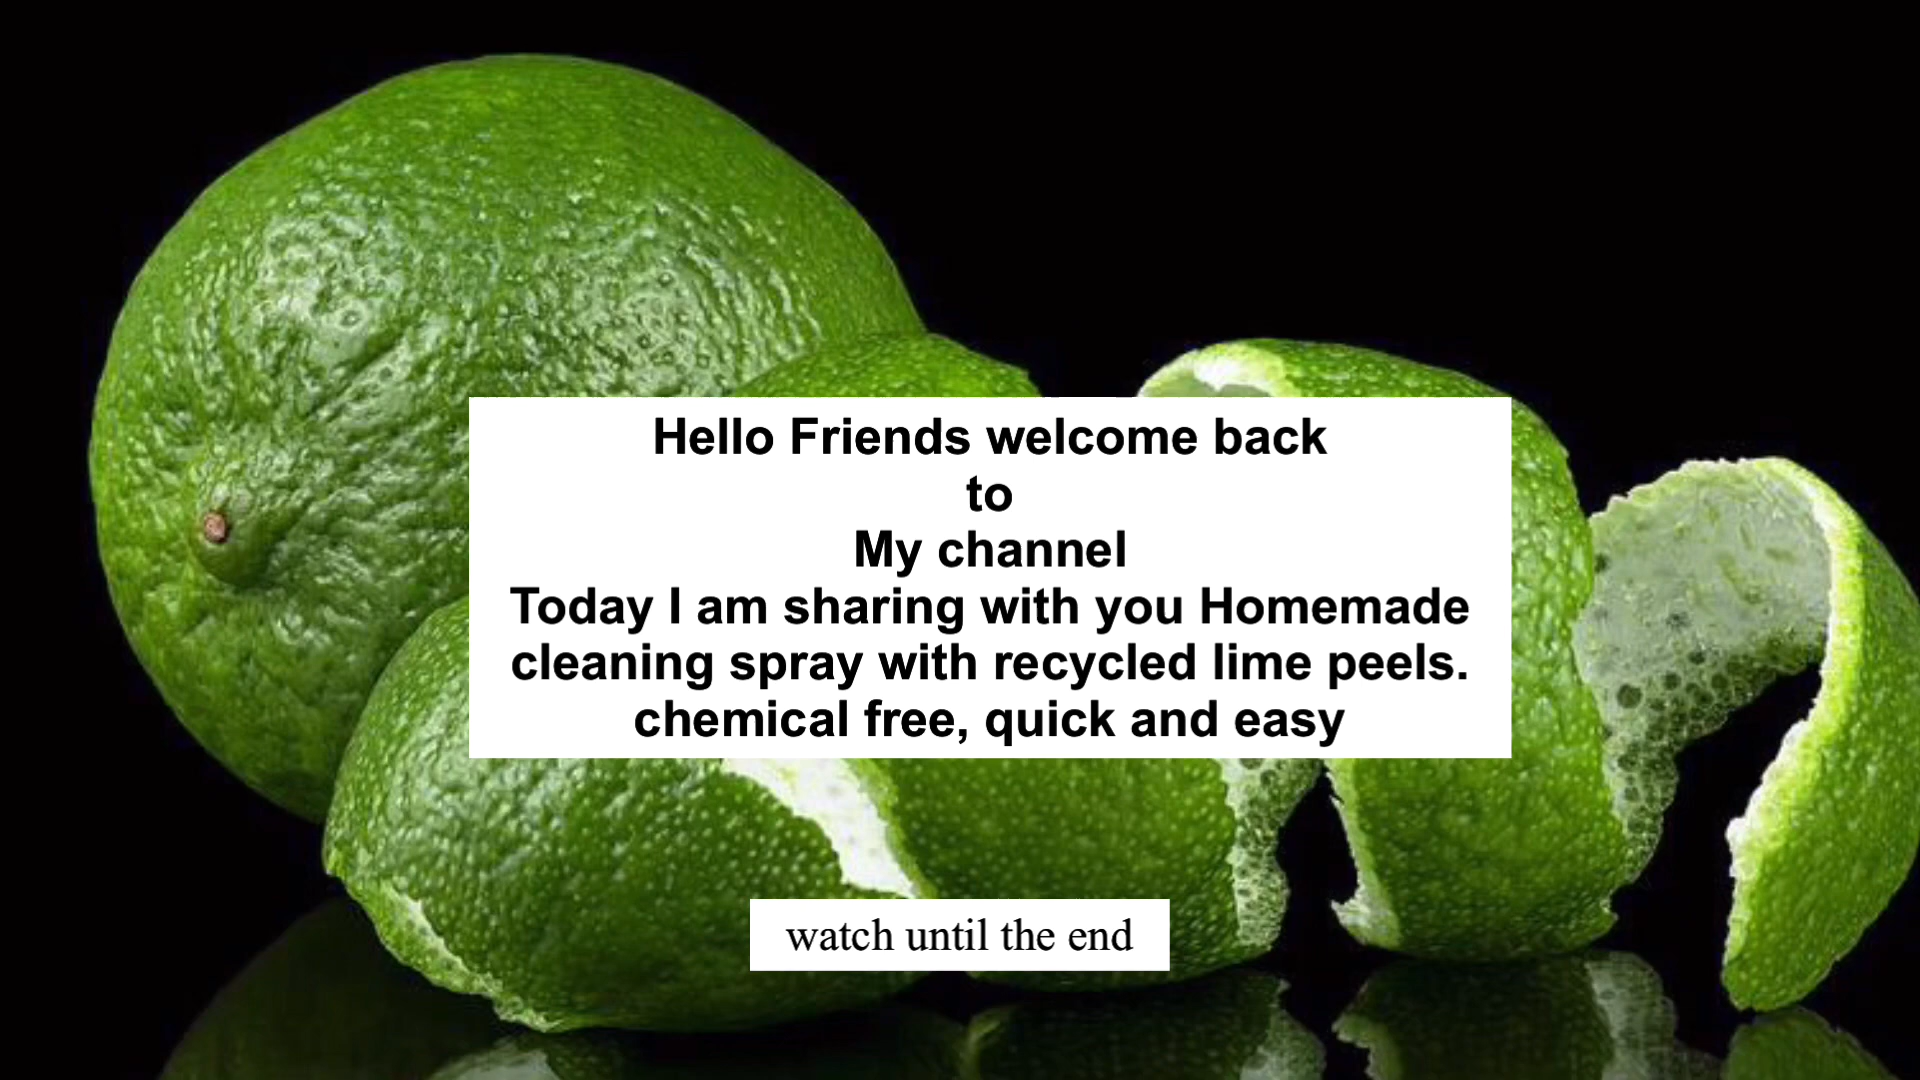 Hello Friends welcome back
to
My channel
Today I am sharing with you Homemade
cleaning spray with recycled lime peels.
chemical free, quick and easy
watch until the end